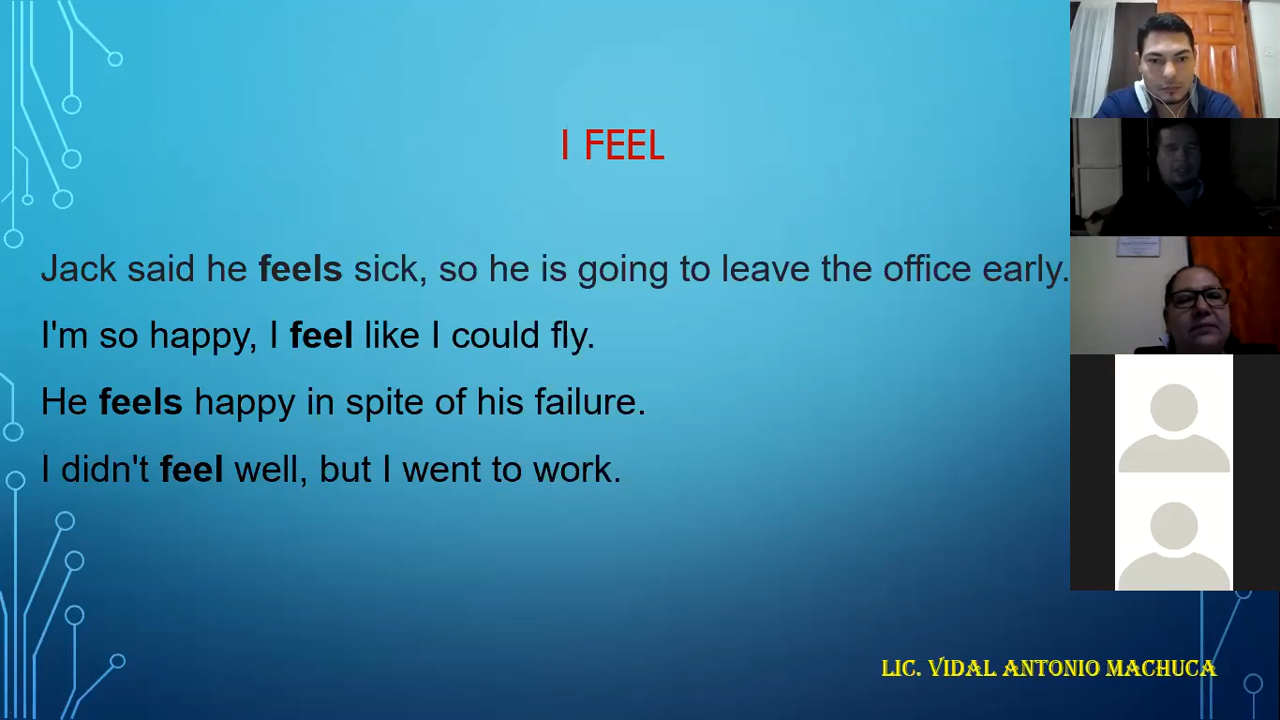 I FEEL
Jack said he feels sick, so he is going to leave the office early.
I'm so happy, I feel like I could fly.
He feels happy in spite of his failure.
I didn't feel well, but I went to work.
LIC. VIDAL ANTONIO MACHUCA